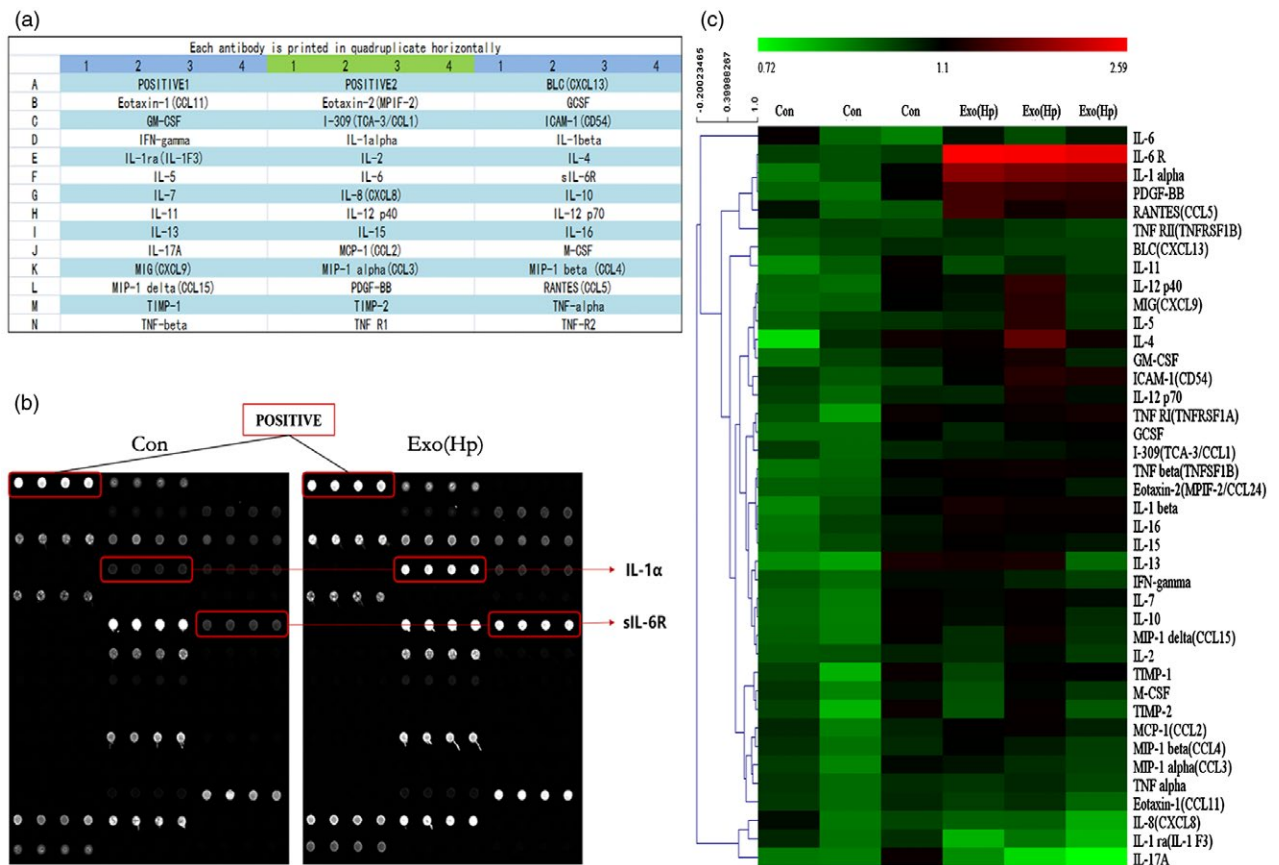 (a)
Each antibody is printed in quadruplicate horizontally
1 2 3 4 1 2 3 4 1 2 3 4
A POSITIVE1 POSITIVE2 BLC(CXCL13)
B Eotaxin-1(CCL11) Eotaxin-2(MPIF-2) GCSF
C GM-CSF I-309(TCA-3/CCL1) ICAM-1(CD54)
D IFN-gamma IL-1alpha IL-1beta
E IL-1ra(IL-1F3) IL-2 IL-4
F IL-5 IL-6 sIL-6R
G IL-7 IL-8(CXCL8) IL-10
H IL-11 IL-12 p40 IL-12 p70
I IL-13 IL-15 IL-16
J IL-17A MCP-1(CCL2) M-CSF
K MIG(CXCL9) MIP-1 alpha(CCL3) MIP-1 beta (CCL4)
L MIP-1 delta(CCL15) PDGF-BB RANTES(CCL5)
M TIMP-1 TIMP-2 TNF-alpha
N TNF-beta TNF R1 TNF-R2
(b)
POSITIVE
Con Exo(Hp)
IL-1α
sIL-6R
(c)
0.72 1.1 2.59
-0.20023465
0.39988267
1.0
Con Con Con Exo(Hp) Exo(Hp) Exo(Hp)
IL-6
IL-6 R
IL-1 alpha
PDGF-BB
RANTES(CCL5)
TNF RII(TNFRSF1B)
BLC(CXCL13)
IL-11
IL-12 p40
MIG(CXCL9)
IL-5
IL-4
GM-CSF
ICAM-1(CD54)
IL-12 p70
TNF RI(TNFRSF1A)
GCSF
I-309(TCA-3/CCL1)
TNF beta(TNFSF1B)
Eotaxin-2(MPIF-2/CCL24)
IL-1 beta
IL-16
IL-15
IL-13
IFN-gamma
IL-7
IL-10
MIP-1 delta(CCL15)
IL-2
TIMP-1
M-CSF
TIMP-2
MCP-1(CCL2)
MIP-1 beta(CCL4)
MIP-1 alpha(CCL3)
TNF alpha
Eotaxin-1(CCL11)
IL-8(CXCL8)
IL-1 ra(IL-1 F3)
IL-17A